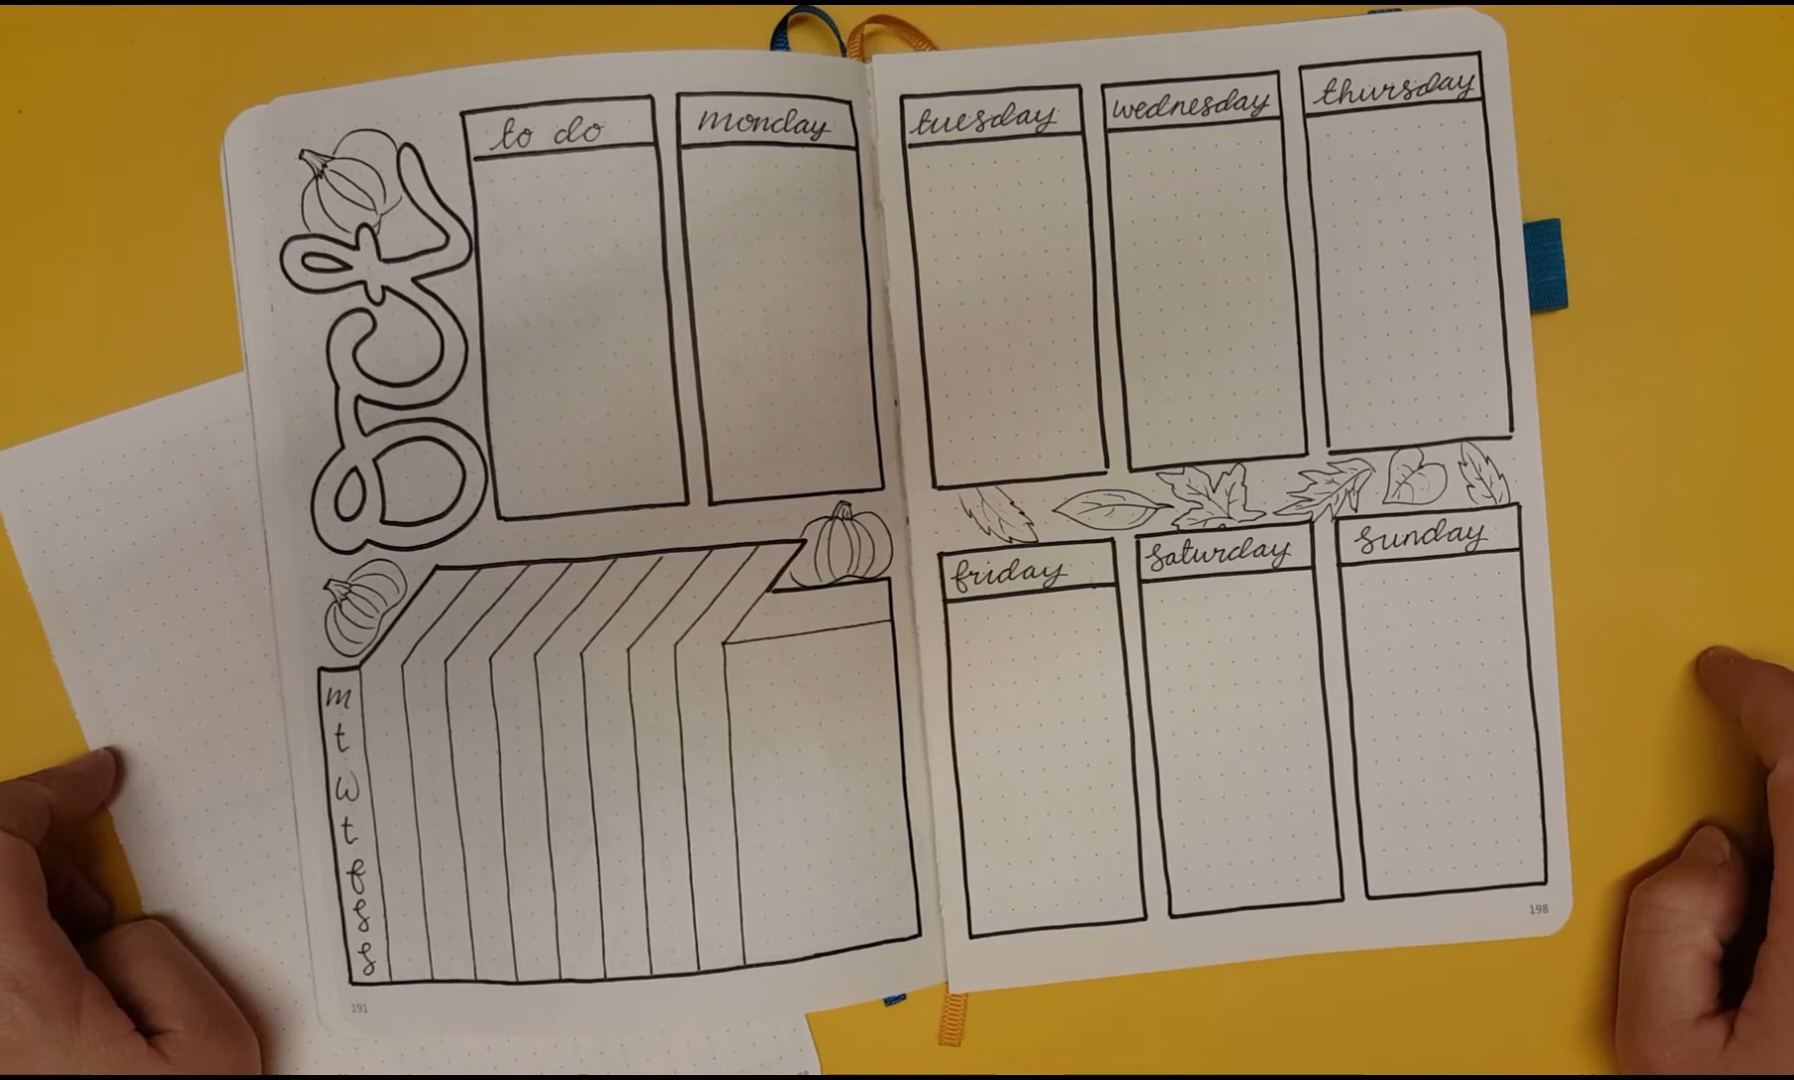 Oct
to do
monday
tuesday
wednesday
thursday
friday
saturday
sunday
m
t
w
t
f
s
s
191
198